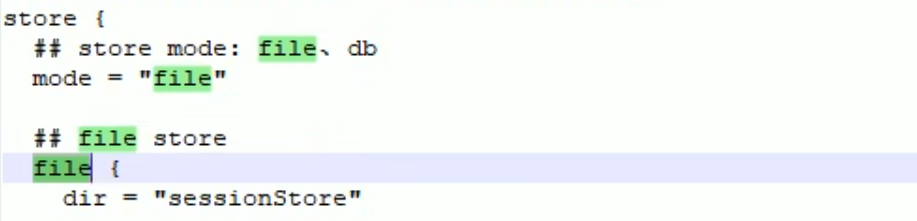 store {
  ## store mode: file、db
  mode = "file"
  ## file store
  file {
    dir = "sessionStore"